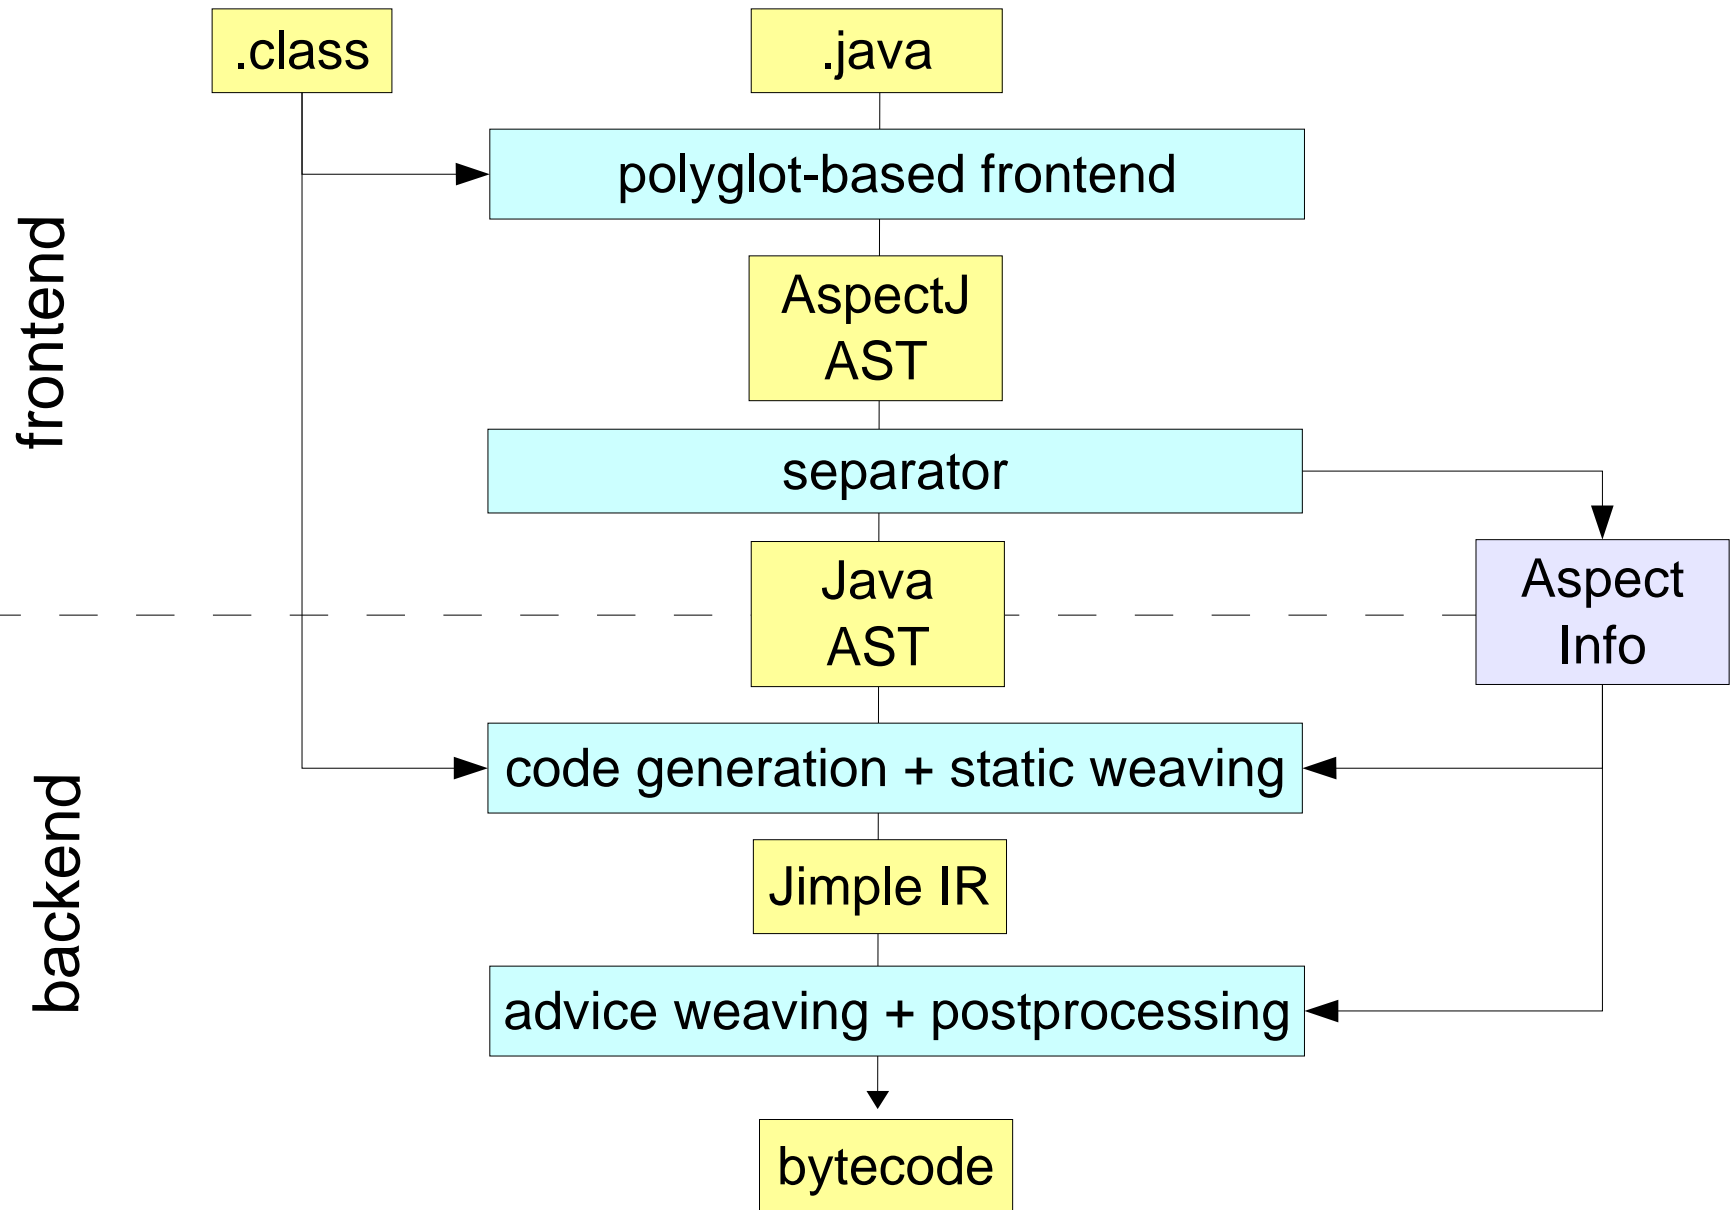 .class
.java
polyglot-based frontend
frontend
AspectJ
AST
separator
Java
AST
Aspect
Info
code generation + static weaving
backend
Jimple IR
advice weaving + postprocessing
bytecode